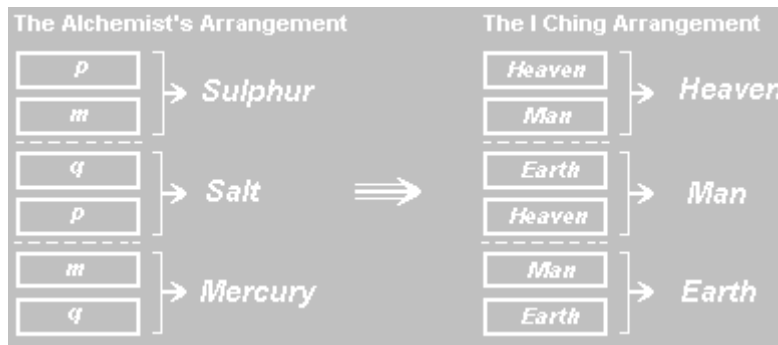 The Alchemist's Arrangement
p
m
Sulphur
q
p
Salt
m
q
Mercury
The I Ching Arrangement
Heaven
Man
Heaven
Earth
Heaven
Man
Man
Earth
Earth